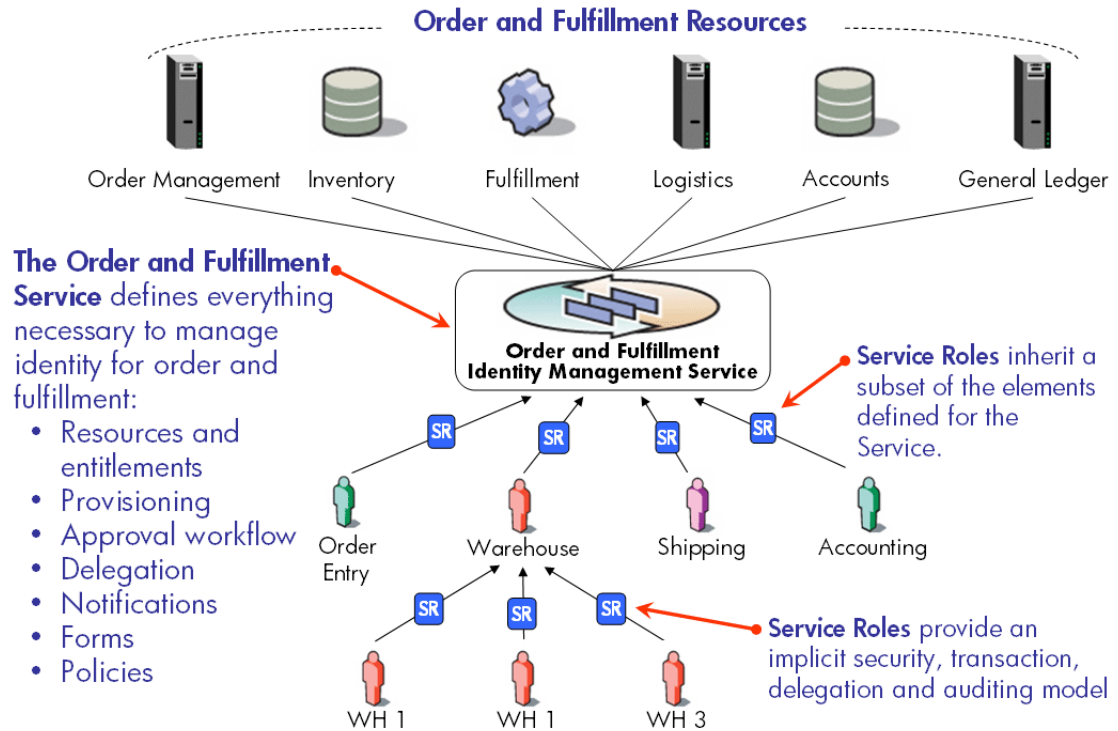 Order and Fulfillment Resources
Order Management
Inventory
Fulfillment
Logistics
Accounts
General Ledger
The Order and Fulfillment
Service defines everything
necessary to manage
identity for order and
fulfillment:
• Resources and
entitlements
• Provisioning
• Approval workflow
• Delegation
• Notifications
• Forms
• Policies
Order and Fulfillment
Identity Management Service
Service Roles inherit a
subset of the elements
defined for the
Service.
SR
SR
SR
SR
Order
Entry
Warehouse
Shipping
Accounting
SR
SR
SR
Service Roles provide an
implicit security, transaction,
delegation and auditing model
WH 1
WH 1
WH 3